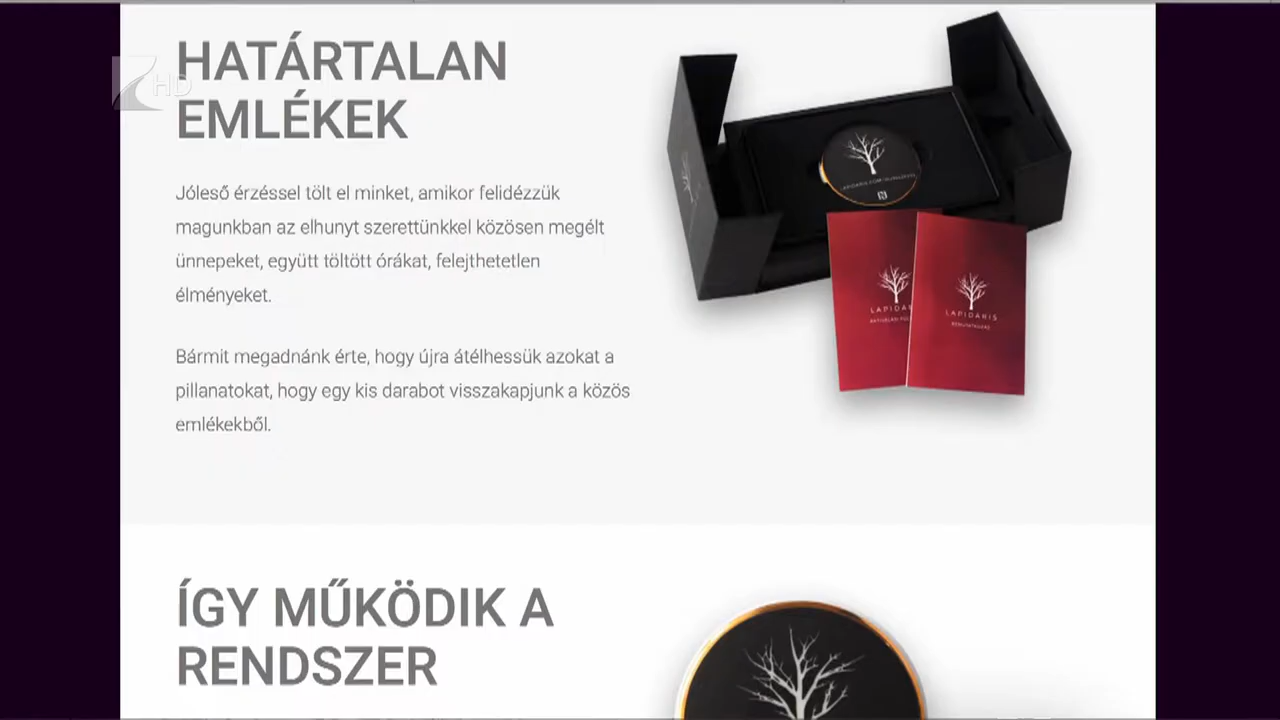 HATÁRTALAN
EMLÉKEK
HD
Jóleső érzéssel tölt el minket, amikor felidézzük
magunkban az elhunyt szerettünkkel közösen megélt
ünnepeket, együtt töltött órákat, felejthetetlen
élményeket.
Bármit megadnánk érte, hogy újra átélhessük azokat a
pillanatokat, hogy egy kis darabot visszakapjunk a közös
emlékekből.
LAPIDARIS
ÍGY MŰKÖDIK A
RENDSZER